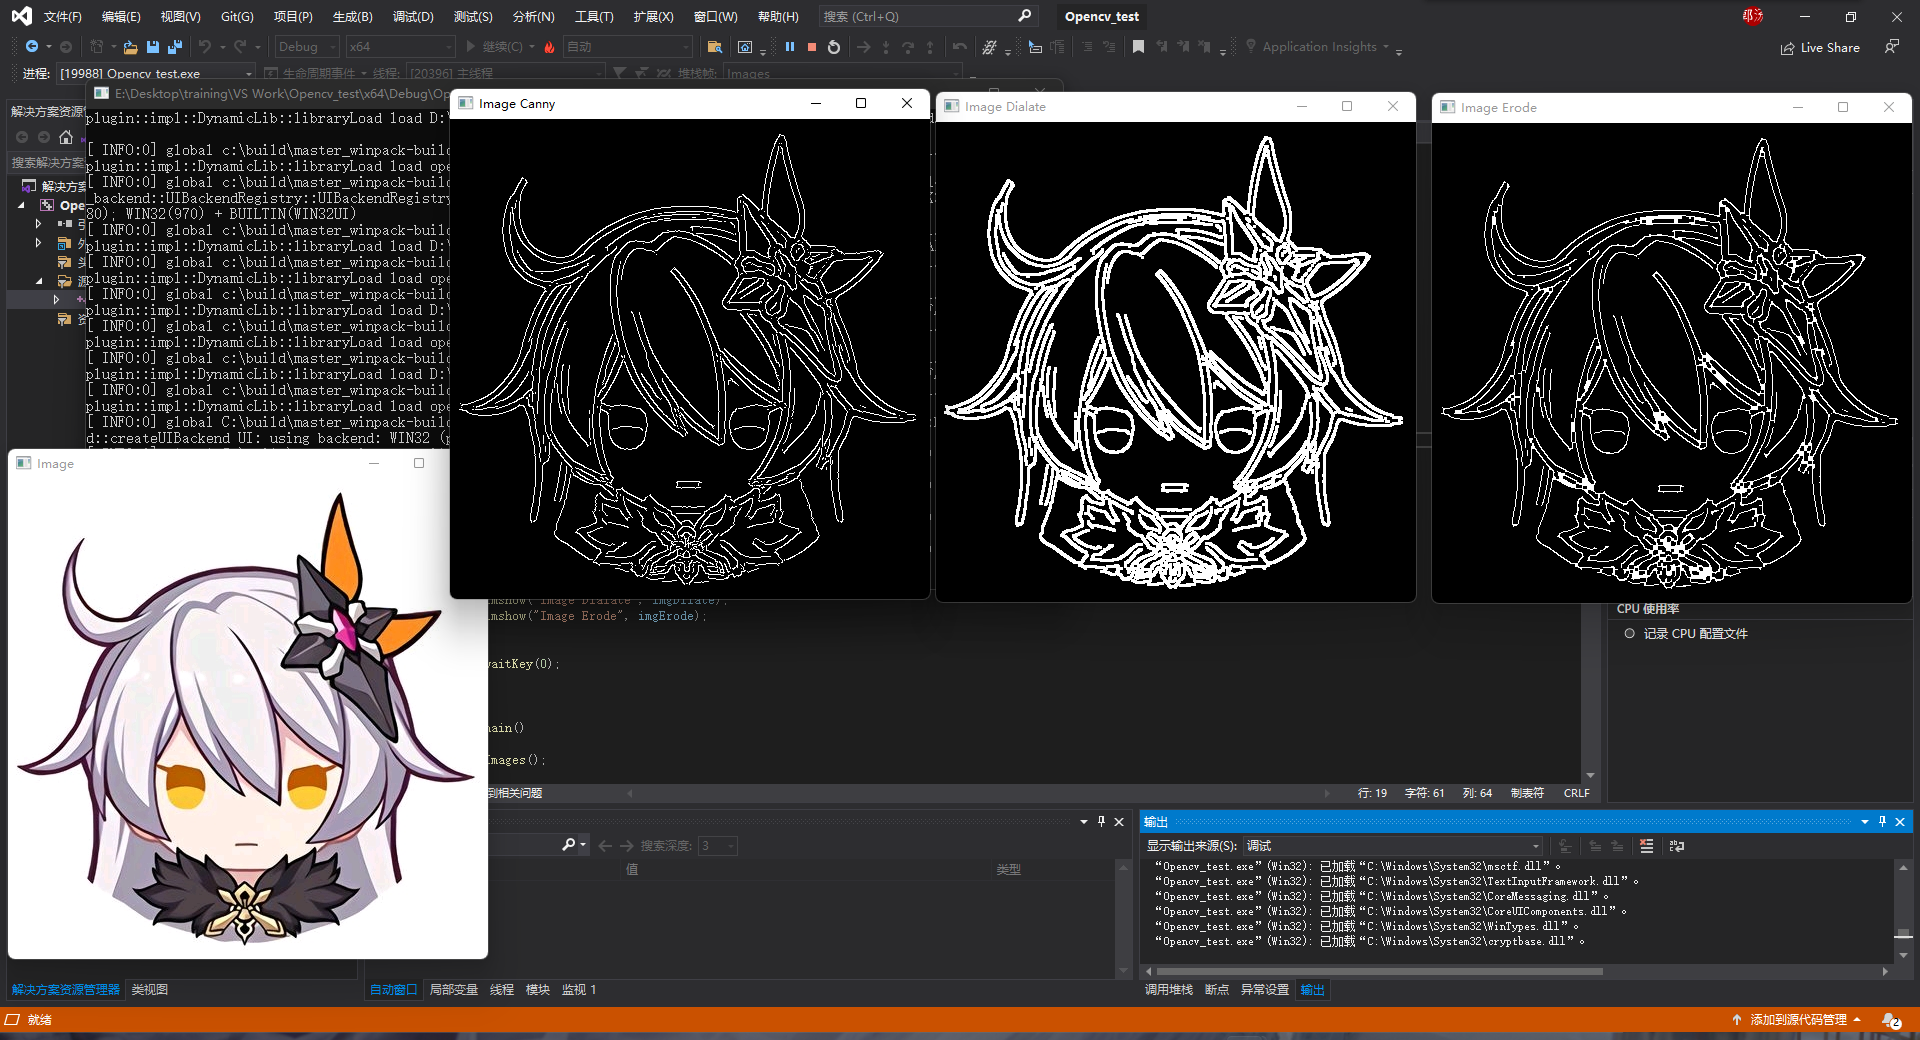 文件(F) 编辑(E) 视图(V) Git(G) 项目(P) 生成(B) 调试(D) 测试(S) 分析(N) 工具(T) 扩展(X) 窗口(W) 帮助(H) 搜索 (Ctrl+Q) Opencv_test
Debug x64 继续(C) 自动 Application Insights Live Share
进程: [19988] Opencv_test.exe 生命周期事件 线程: [20396] 主线程 堆栈帧: Images
E:\Desktop\training\VS Work\Opencv_test\x64\Debug\Op
解决方案资源
搜索解决方案
解决方案
Ope
plugin::impl::DynamicLib::libraryLoad load D:\
[ INFO:0] global c:\build\master_winpack-build
plugin::impl::DynamicLib::libraryLoad load ope
[ INFO:0] global c:\build\master_winpack-build
_backend::UIBackendRegistry::UIBackendRegistry
80); WIN32(970) + BUILTIN(WIN32UI)
[ INFO:0] global c:\build\master_winpack-build
plugin::impl::DynamicLib::libraryLoad load D:\
[ INFO:0] global c:\build\master_winpack-build
plugin::impl::DynamicLib::libraryLoad load ope
[ INFO:0] global c:\build\master_winpack-build
plugin::impl::DynamicLib::libraryLoad load D:\
[ INFO:0] global c:\build\master_winpack-build
plugin::impl::DynamicLib::libraryLoad load ope
[ INFO:0] global c:\build\master_winpack-build
plugin::impl::DynamicLib::libraryLoad load D:\
[ INFO:0] global c:\build\master_winpack-build
plugin::impl::DynamicLib::libraryLoad load ope
[ INFO:0] global C:\build\master_winpack-build
d::createUIBackend UI: using backend: WIN32 (p
Image Canny
Image Dialate
Image Erode
Image
imshow("Image Dialate", imgDilate);
mshow("Image Erode", imgErode);
waitKey(0);
main()
Images();
到相关问题
行: 19 字符: 61 列: 64 制表符 CRLF
CPU 使用率
记录 CPU 配置文件
搜索深度: 3
值 类型
输出
显示输出来源(S): 调试
“Opencv_test.exe”(Win32): 已加载“C:\Windows\System32\msctf.dll”。
“Opencv_test.exe”(Win32): 已加载“C:\Windows\System32\TextInputFramework.dll”。
“Opencv_test.exe”(Win32): 已加载“C:\Windows\System32\CoreMessaging.dll”。
“Opencv_test.exe”(Win32): 已加载“C:\Windows\System32\CoreUIComponents.dll”。
“Opencv_test.exe”(Win32): 已加载“C:\Windows\System32\WinTypes.dll”。
“Opencv_test.exe”(Win32): 已加载“C:\Windows\System32\cryptbase.dll”。
解决方案资源管理器 类视图 自动窗口 局部变量 线程 模块 监视 1 调用堆栈 断点 异常设置 输出
就绪 添加到源代码管理 2